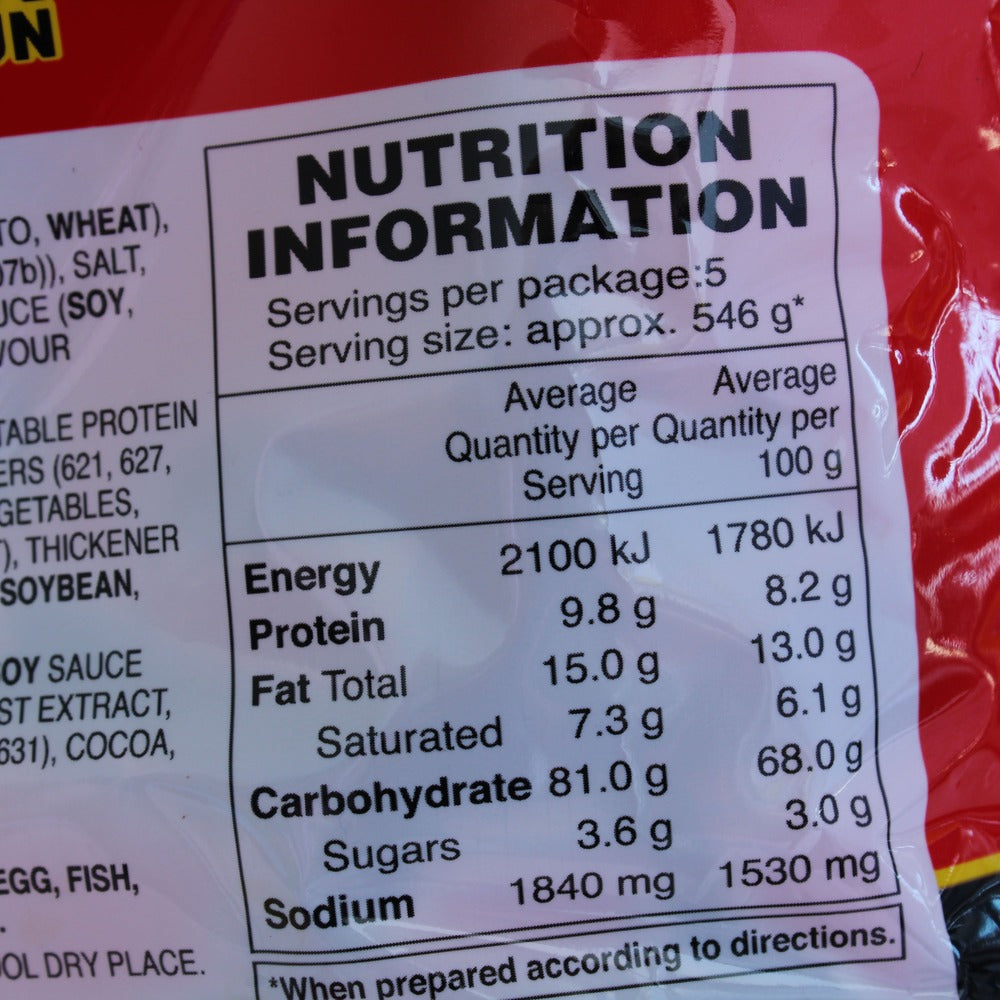 UN
TO, WHEAT),
07b)), SALT,
UCE (SOY,
VOUR
TABLE PROTEIN
ERS (621, 627,
GETABLES,
), THICKENER
SOYBEAN,
OY SAUCE
ST EXTRACT,
631), COCOA,
EGG, FISH,
OOL DRY PLACE.
NUTRITION
INFORMATION
Servings per package:5
Serving size: approx. 546 g*
Average Average
Quantity per Quantity per
Serving 100 g
Energy 2100 kJ 1780 kJ
Protein 9.8 g 8.2 g
Fat Total 15.0 g 13.0 g
Saturated 7.3 g 6.1 g
Carbohydrate 81.0 g 68.0 g
Sugars 3.6 g 3.0 g
Sodium 1840 mg 1530 mg
*When prepared according to directions.